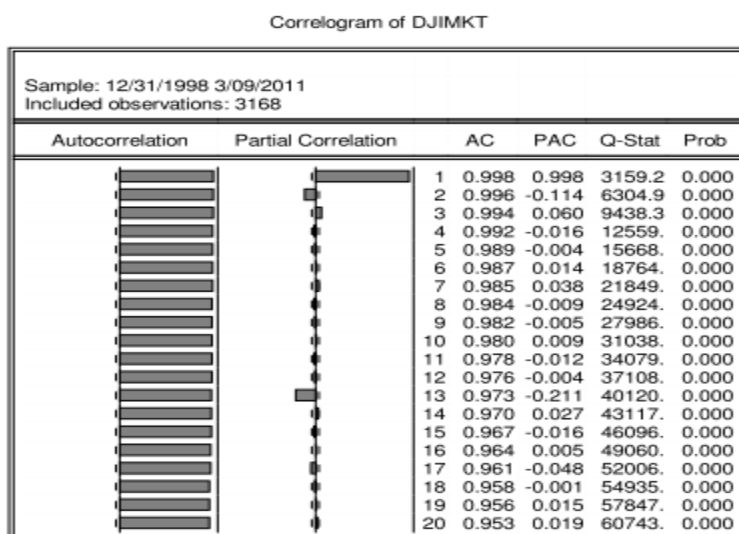 Correlogram of DJIMKT
Sample: 12/31/1998 3/09/2011
Included observations: 3168
Autocorrelation Partial Correlation AC PAC Q-Stat Prob
1 0.998 0.998 3159.2 0.000
2 0.996 -0.114 6304.9 0.000
3 0.994 0.060 9438.3 0.000
4 0.992 -0.016 12559. 0.000
5 0.989 -0.004 15668. 0.000
6 0.987 0.014 18764. 0.000
7 0.985 0.038 21849. 0.000
8 0.984 -0.009 24924. 0.000
9 0.982 -0.005 27986. 0.000
10 0.980 0.009 31038. 0.000
11 0.978 -0.012 34079. 0.000
12 0.976 -0.004 37108. 0.000
13 0.973 -0.211 40120. 0.000
14 0.970 0.027 43117. 0.000
15 0.967 -0.016 46096. 0.000
16 0.964 0.005 49060. 0.000
17 0.961 -0.048 52006. 0.000
18 0.958 -0.001 54935. 0.000
19 0.956 0.015 57847. 0.000
20 0.953 0.019 60743. 0.000